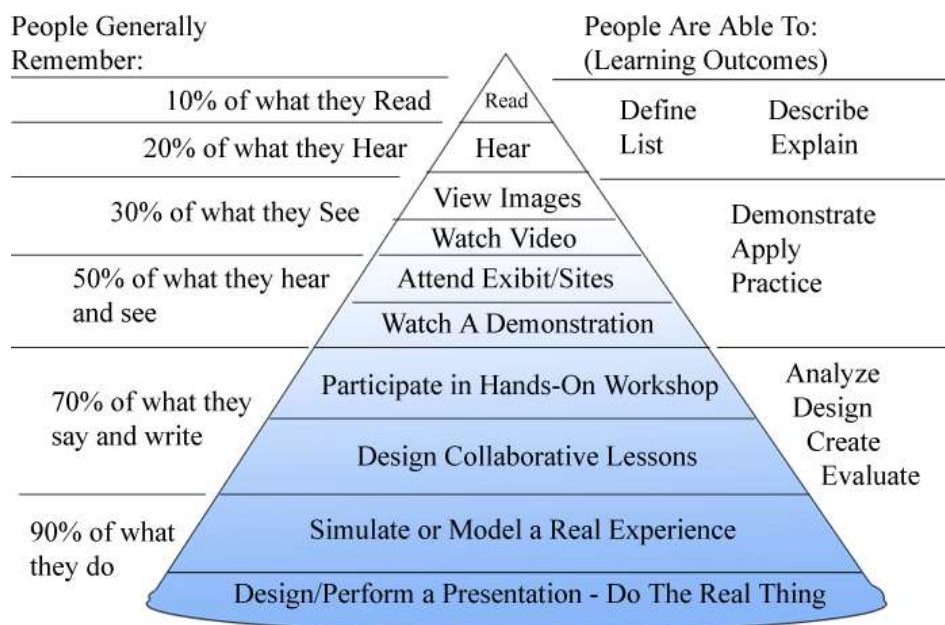 People Generally
Remember:
People Are Able To:
(Learning Outcomes)
10% of what they Read
Read
Define
Describe
List
Explain
20% of what they Hear
Hear
30% of what they See
View Images
Watch Video
Demonstrate
Apply
Practice
50% of what they hear
and see
Attend Exibit/Sites
Watch A Demonstration
70% of what they
say and write
Participate in Hands-On Workshop
Design Collaborative Lessons
Analyze
Design
Create
Evaluate
90% of what
they do
Simulate or Model a Real Experience
Design/Perform a Presentation - Do The Real Thing